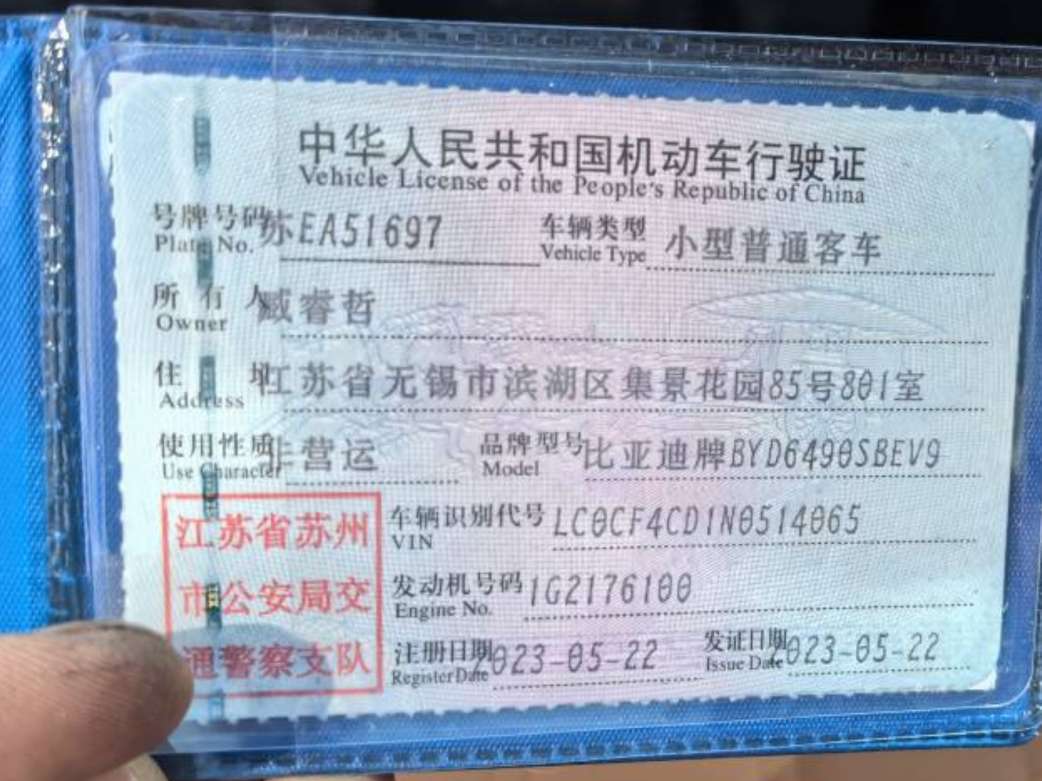 中华人民共和国机动车行驶证
Vehicle License of the People's Republic of China
号牌号码 苏EA51697 车辆类型 小型普通客车
Plate No. Vehicle Type
所有人 戚睿哲
Owner
住址 江苏省无锡市滨湖区集景花园85号801室
Address
使用性质 非营运 品牌型号 比亚迪牌BYD6490SBEV9
Use Character Model
江苏省苏州
市公安局交
通警察支队
车辆识别代号 LC0CF4CD1N0514065
VIN
发动机号码 1G2176100
Engine No.
注册日期 2023-05-22 发证日期 2023-05-22
Register Date Issue Date